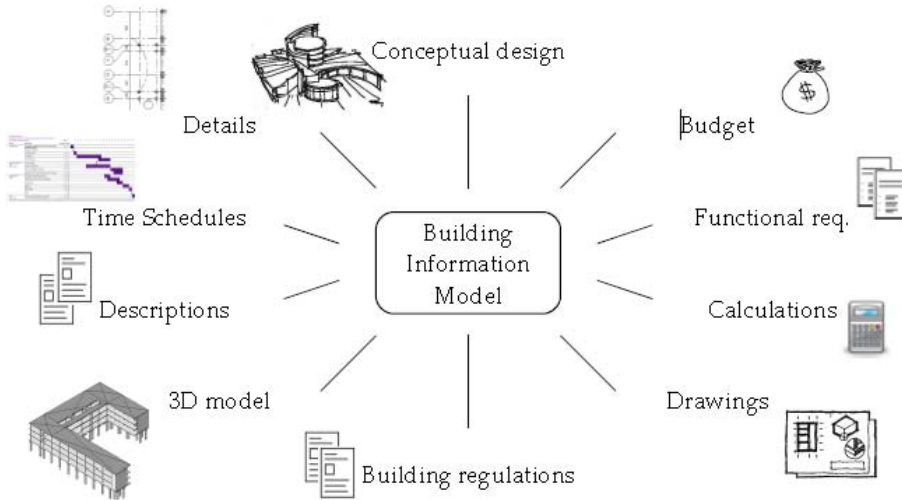 Conceptual design
Details
Budget
$
Time Schedules
Functional req.
Building
Information
Model
Descriptions
Calculations
3D model
Drawings
Building regulations